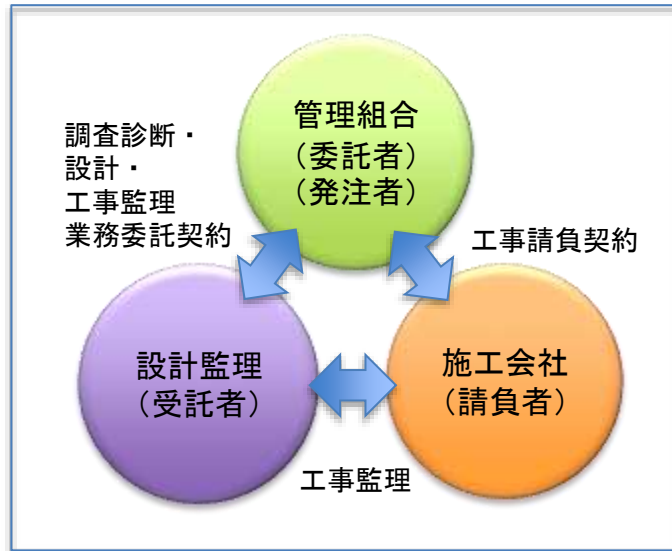 管理組合
（委託者）
（発注者）
調査診断・
設計・
工事監理
業務委託契約
工事請負契約
設計監理
（受託者）
施工会社
（請負者）
工事監理